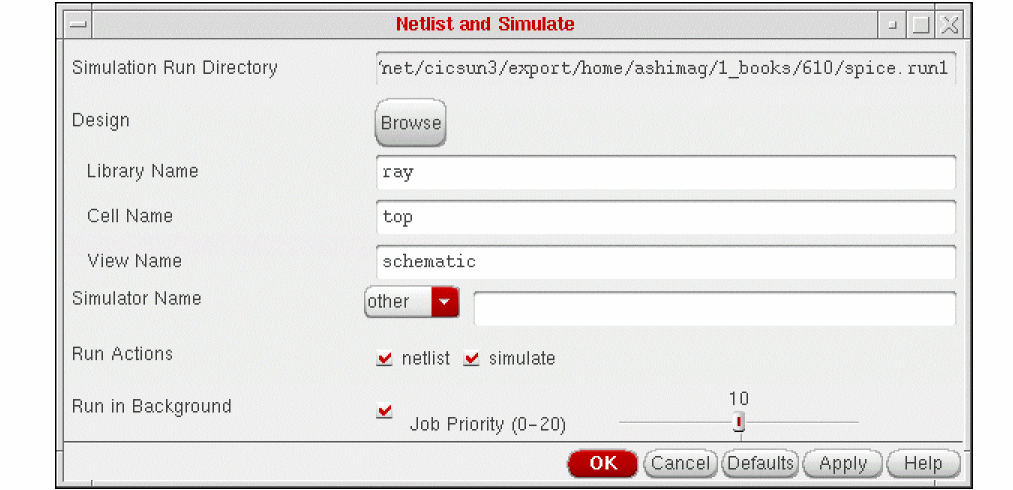 Netlist and Simulate
Simulation Run Directory /net/cicsun3/export/home/ashimag/1_books/610/spice.run1
Design Browse
Library Name ray
Cell Name top
View Name schematic
Simulator Name other
Run Actions netlist simulate
Run in Background Job Priority (0-20) 10
OK Cancel Defaults Apply Help